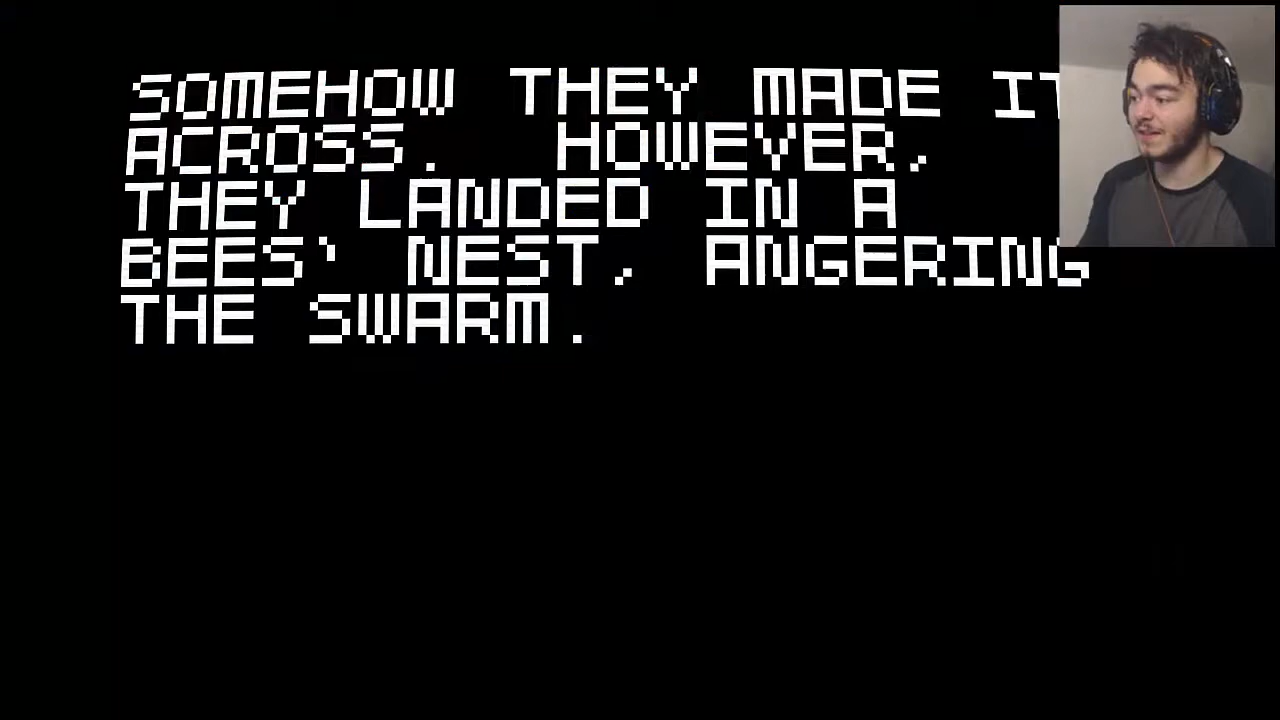 SOMEHOW THEY MADE IT
ACROSS.  HOWEVER,
THEY LANDED IN A
BEES' NEST, ANGERING
THE SWARM.